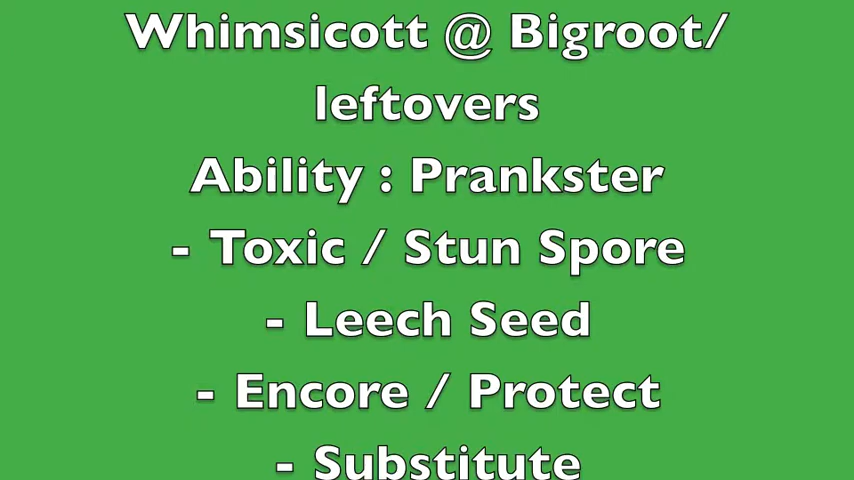 Whimsicott @ Bigroot/
leftovers
Ability : Prankster
- Toxic / Stun Spore
- Leech Seed
- Encore / Protect
- Substitute